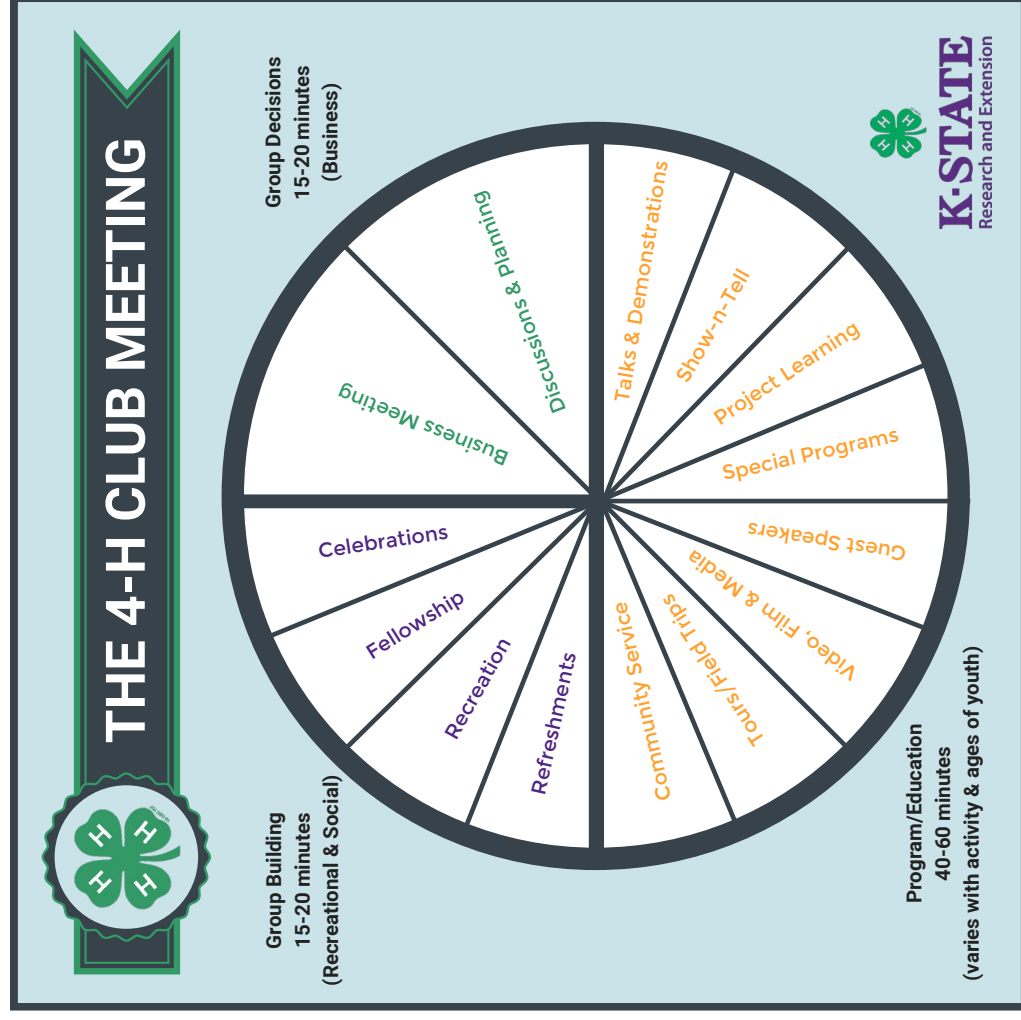 THE 4-H CLUB MEETING
Group Building
15-20 minutes
(Recreational & Social)
Group Decisions
15-20 minutes
(Business)
Celebrations
Fellowship
Recreation
Refreshments
Business Meeting
Discussions & Planning
Talks & Demonstrations
Show-n-Tell
Project Learning
Special Programs
Guest Speakers
Video, Film & Media
Tours/Field Trips
Community Service
Program/Education
40-60 minutes
(varies with activity & ages of youth)
H H
H H
H H
H H
K-STATE
Research and Extension